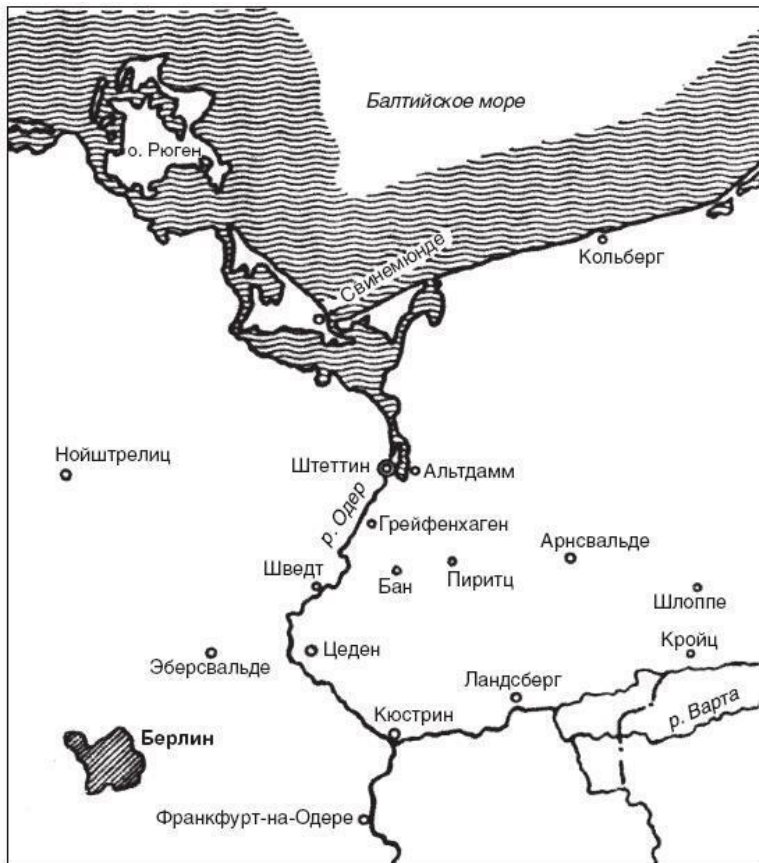 Балтийское море
о. Рюген
Свинемюнде
Кольберг
Нойштрелиц
Штеттин
Альтдамм
р. Одер
Грейфенхаген
Арнсвальде
Шведт
Бан
Пиритц
Шлоппе
Цеден
Эберсвальде
Кройц
Ландсберг
р. Варта
Кюстрин
Берлин
Франкфурт-на-Одере